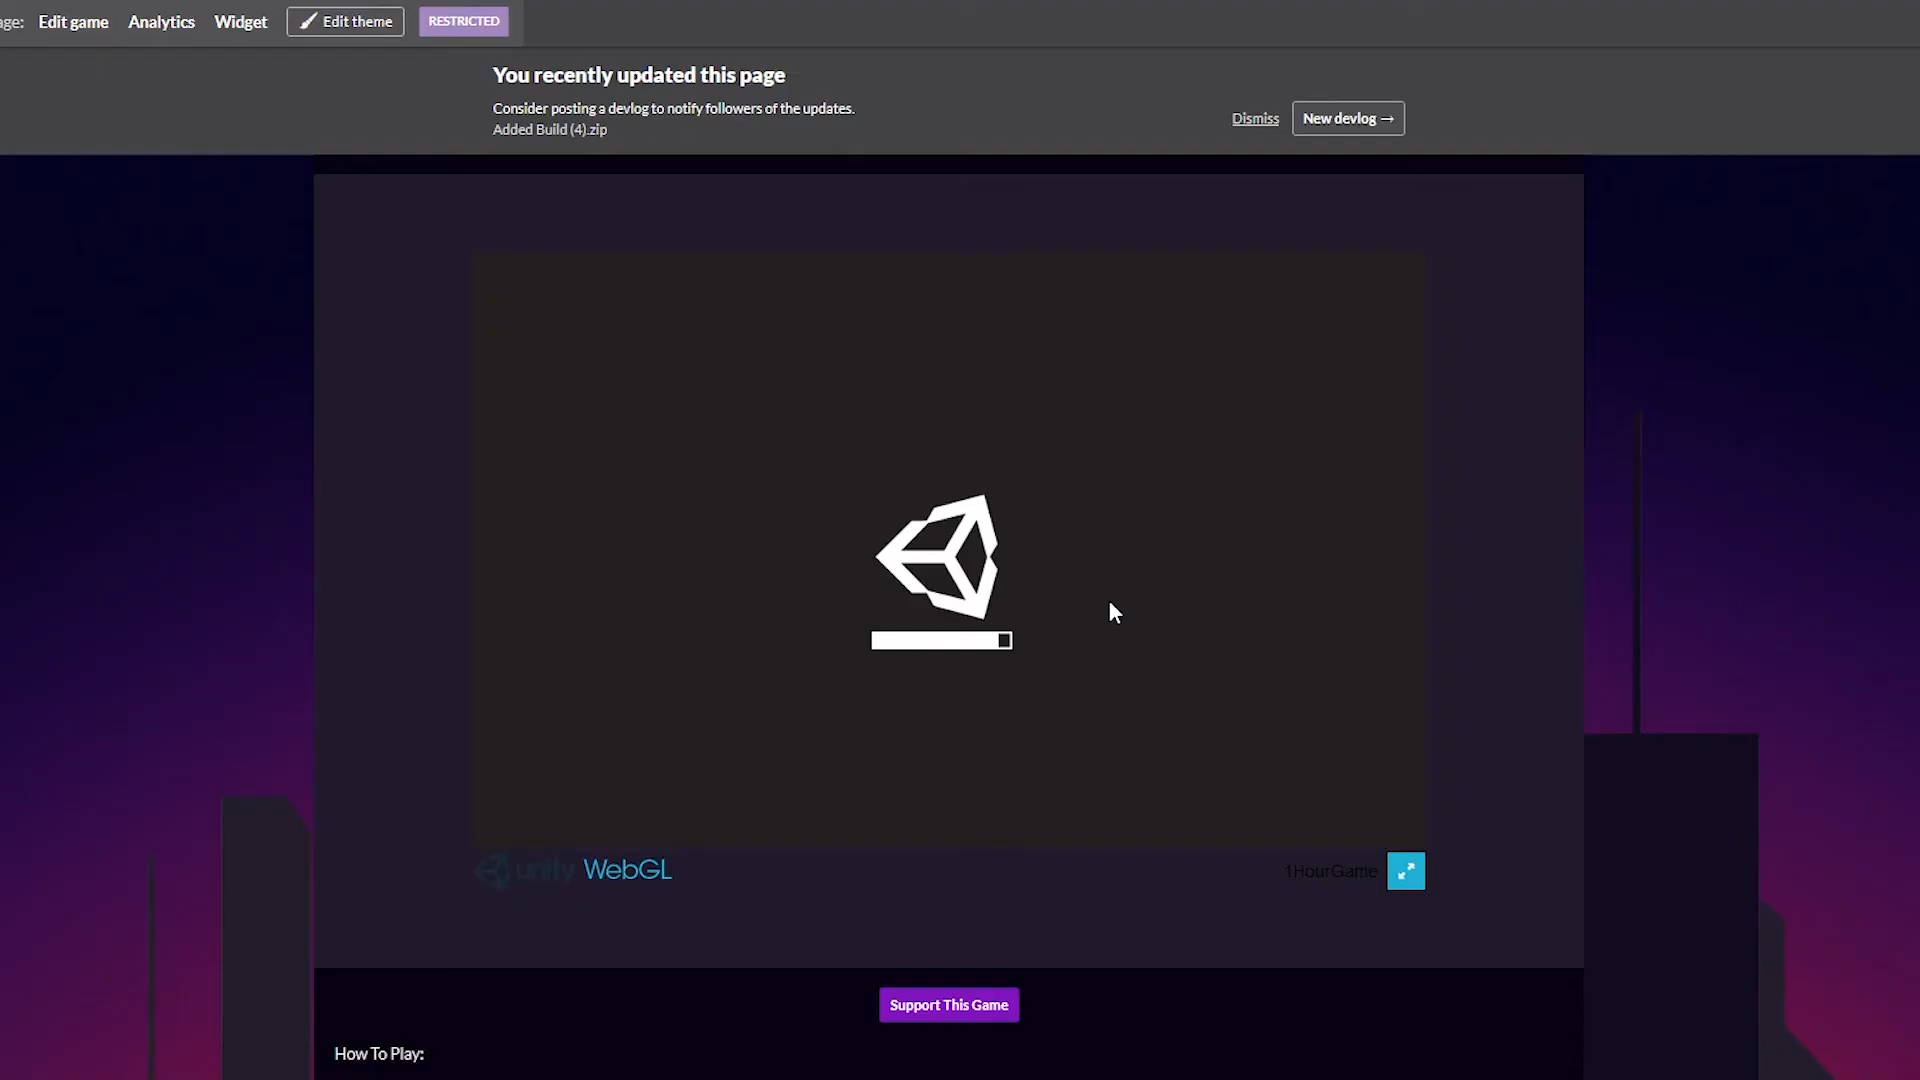 age: Edit game Analytics Widget Edit theme RESTRICTED
You recently updated this page
Consider posting a devlog to notify followers of the updates.
Added Build (4).zip
Dismiss New devlog →
unity WebGL
1HourGame
Support This Game
How To Play: